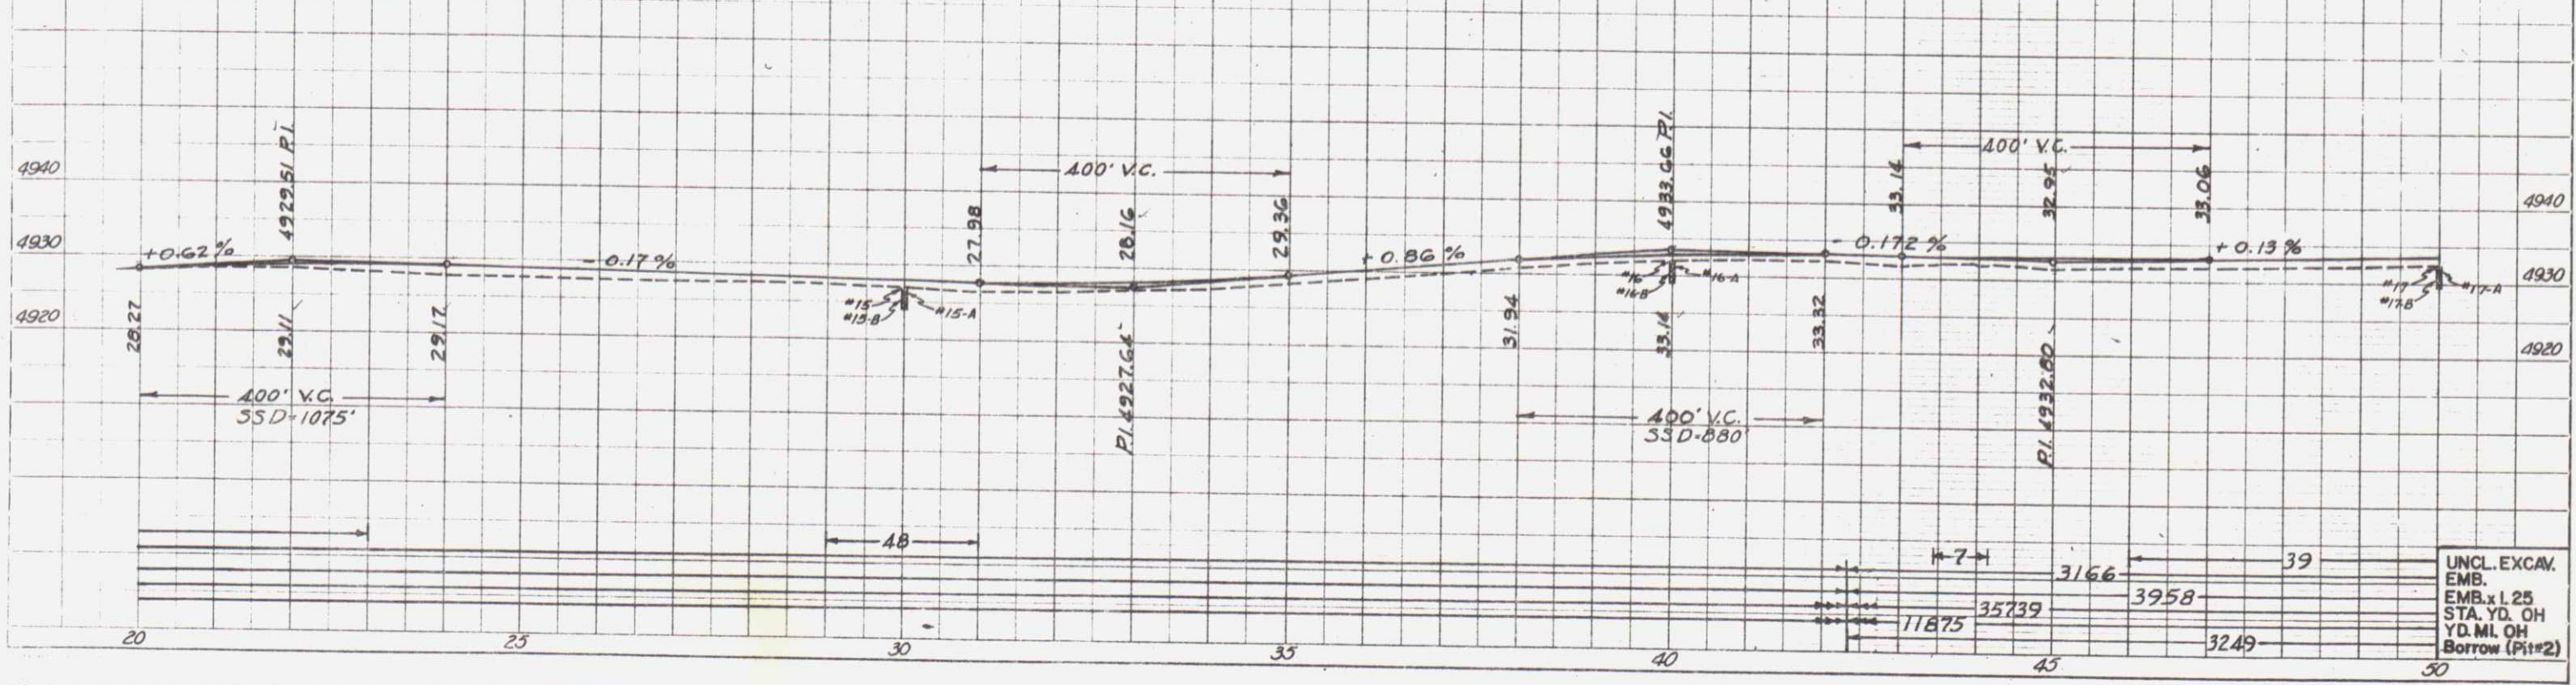 4940
4930
4920
+0.62%
4929.51 P.I.
-0.17%
28.27
29.11
29.17
400' V.C.
SSD=1075'
#15
#15-B
#15-A
27.98
400' V.C.
28.16
29.36
P.I. 4927.64
+0.86%
31.94
4933.66 P.I.
#16
#16-B
#16-A
33.14
33.32
400' V.C.
SSD=880'
-0.172%
33.14
400' V.C.
32.95
33.06
+0.13%
P.I. 4932.80
#17
#17-B
#17-A
4940
4930
4920
48
7
39
3166
3958
35739
11875
3249
UNCL. EXCAV.
EMB.
EMB. x 1.25
STA. YD. OH
YD. MI. OH
Borrow (Pit#2)
20
25
30
35
40
45
50